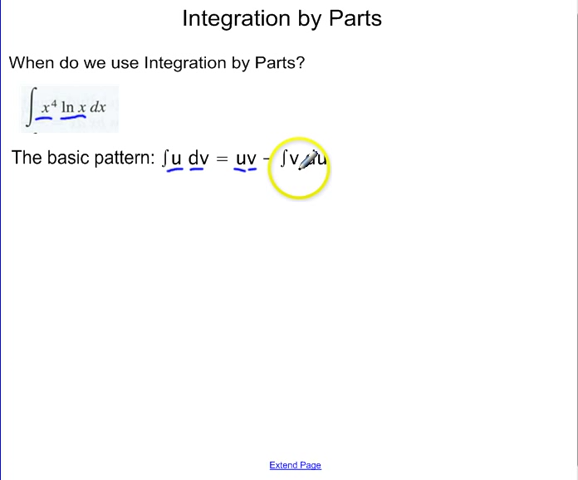 Integration by Parts
When do we use Integration by Parts?
∫ x⁴ ln x dx
The basic pattern: ∫u dv = uv - ∫v du
Extend Page